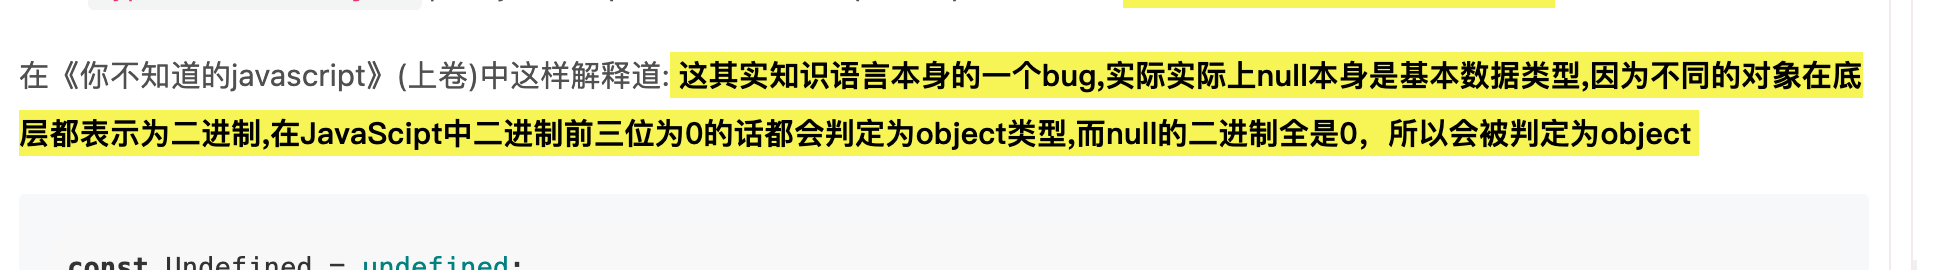 在《你不知道的javascript》(上卷)中这样解释道: 这其实知识语言本身的一个bug,实际实际上null本身是基本数据类型,因为不同的对象在底
层都表示为二进制,在JavaScipt中二进制前三位为0的话都会判定为object类型,而null的二进制全是0，所以会被判定为object
const Undefined = undefined;